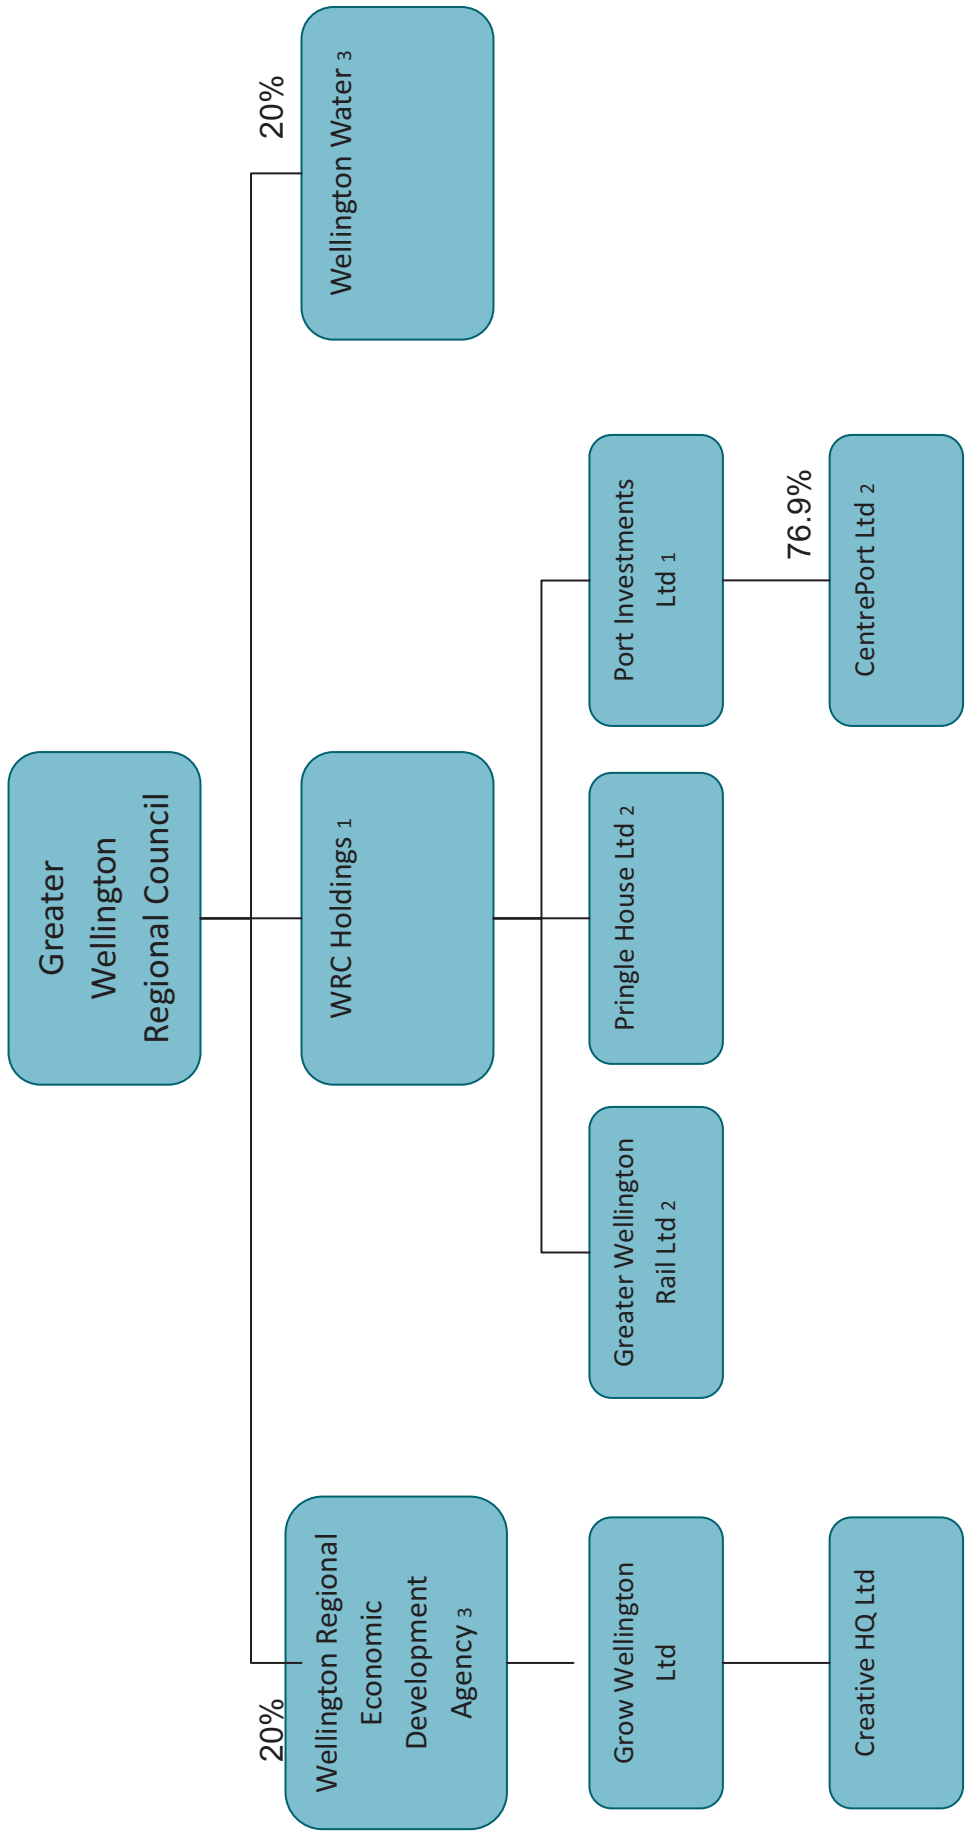 Greater
Wellington
Regional Council
20%
Wellington Regional
Economic
Development
Agency 3
WRC Holdings 1
20%
Wellington Water 3
Grow Wellington
Ltd
Greater Wellington
Rail Ltd 2
Pringle House Ltd 2
Port Investments
Ltd 1
76.9%
Creative HQ Ltd
CentrePort Ltd 2